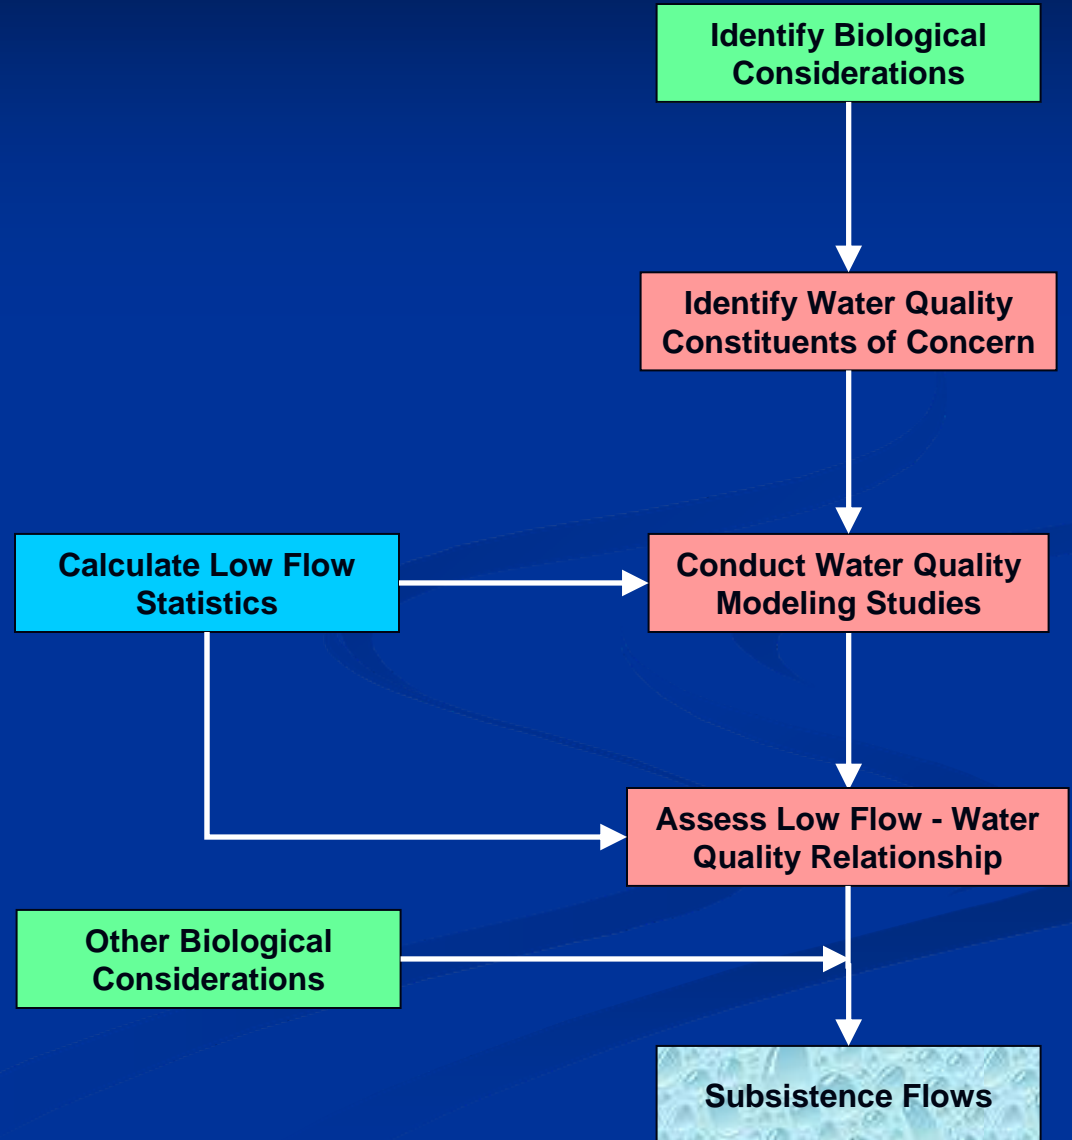 Identify Biological
Considerations
Identify Water Quality
Constituents of Concern
Calculate Low Flow
Statistics
Conduct Water Quality
Modeling Studies
Assess Low Flow - Water
Quality Relationship
Other Biological
Considerations
Subsistence Flows